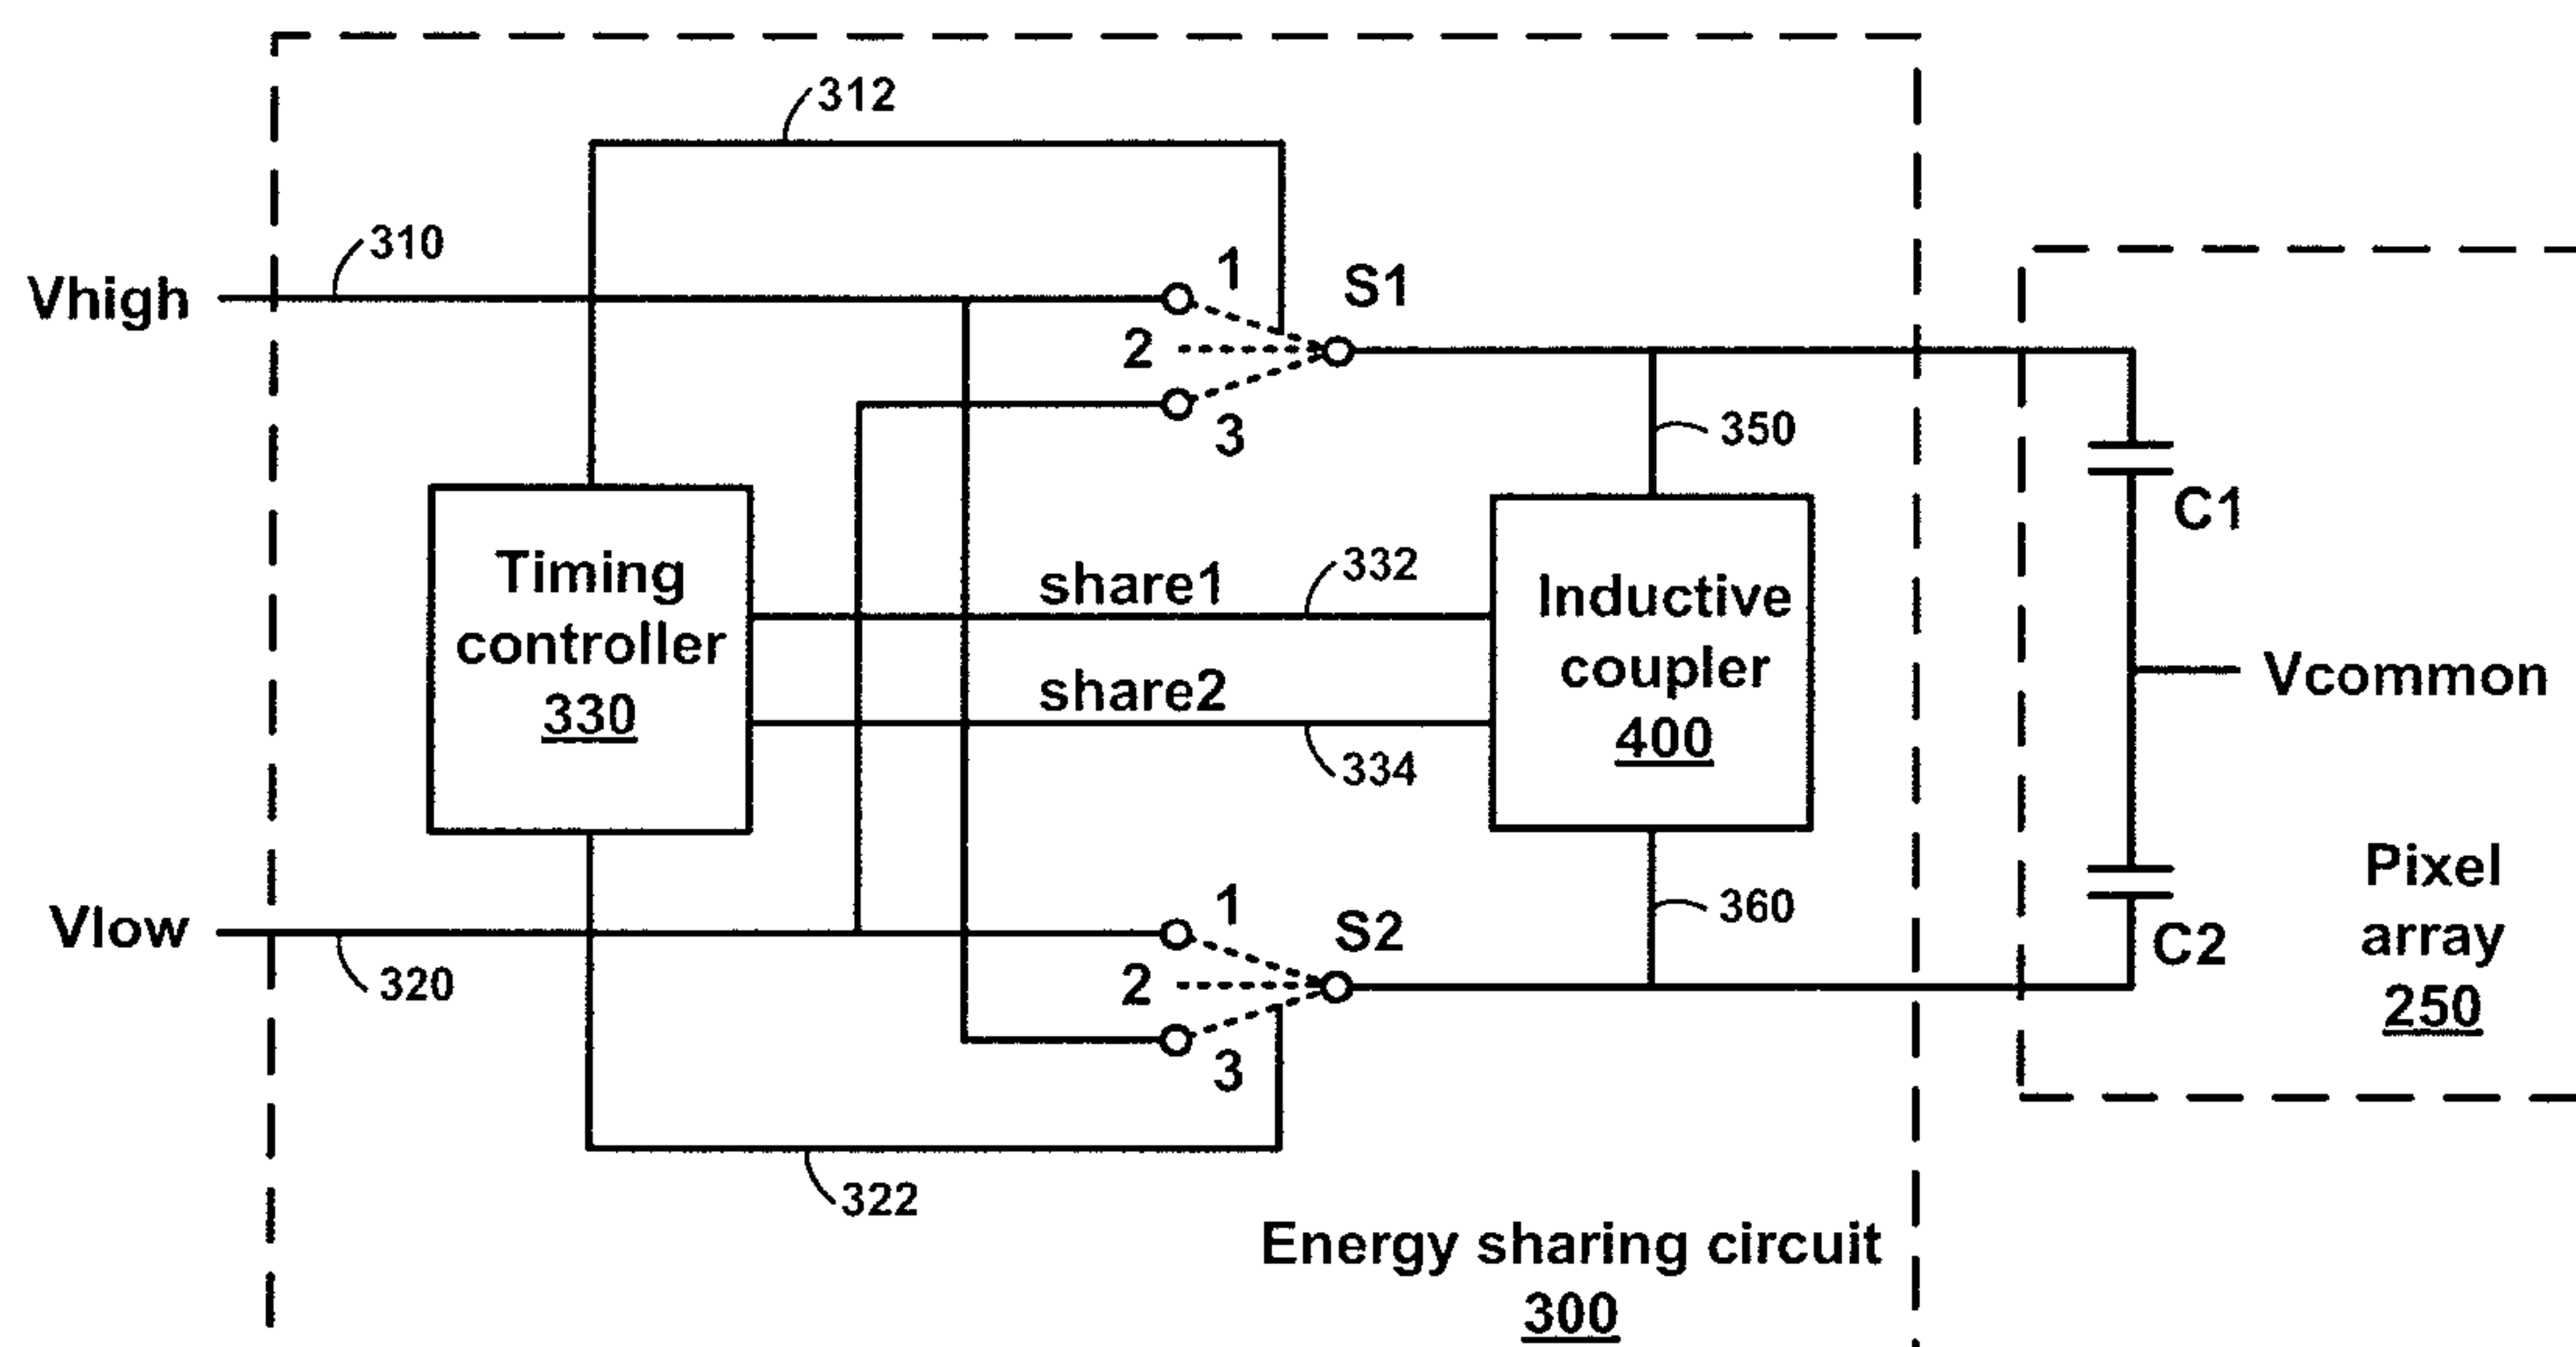 312
310
Vhigh
1
S1
2
3
350
C1
Timing
controller
330
share1
332
share2
334
Inductive
coupler
400
Vcommon
Vlow
320
1
S2
2
3
360
C2
Pixel
array
250
322
Energy sharing circuit
300